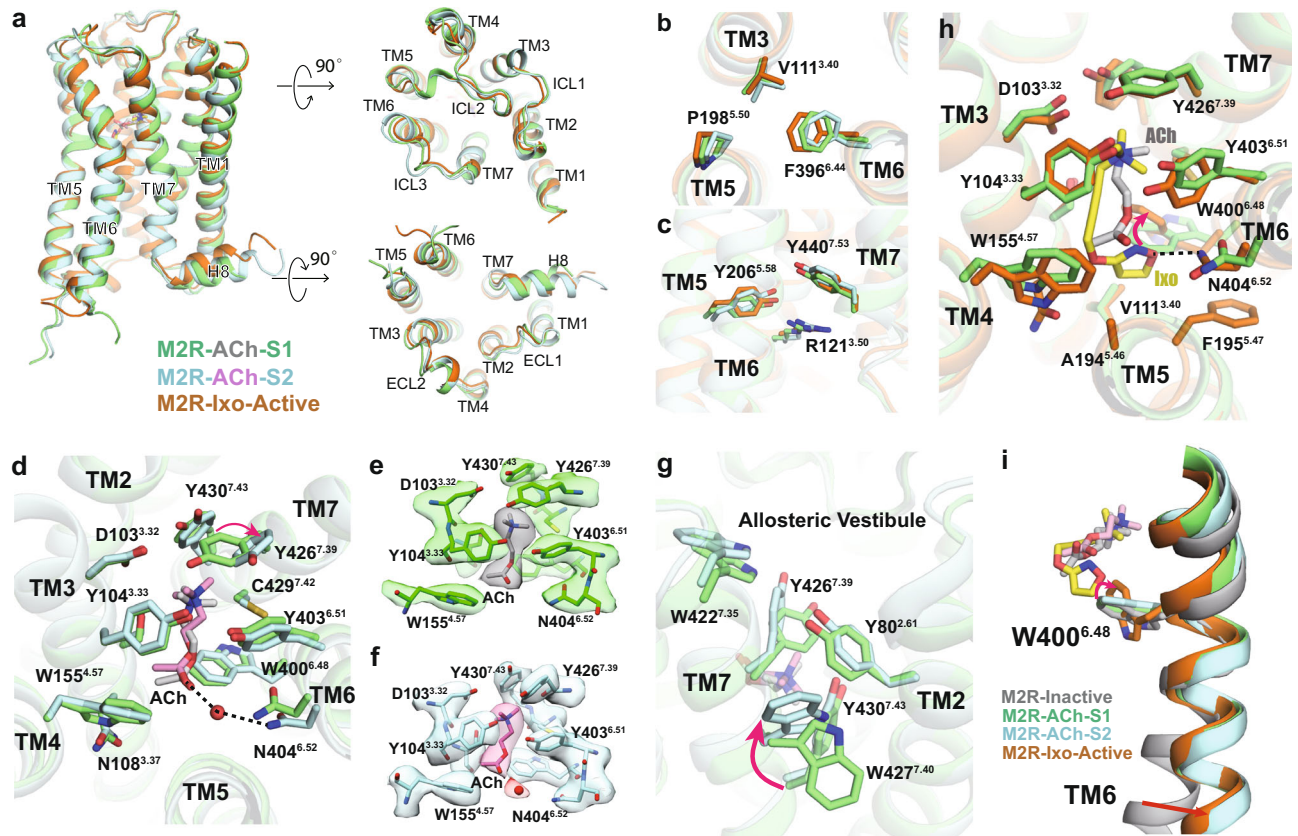 a
90°
TM5
TM6
TM7
TM1
H8
90°
TM4
TM5
TM3
ICL1
ICL2
TM6
TM2
ICL3
TM7
TM1
TM6
TM5
TM7
H8
TM3
TM1
TM2
ECL1
ECL2
TM4
M2R-ACh-S1
M2R-ACh-S2
M2R-Ixo-Active
b
TM3
V111³·⁴⁰
P198⁵·⁵⁰
TM5
F396⁶·⁴⁴
TM6
c
Y440⁷·⁵³
TM7
TM5
Y206⁵·⁵⁸
R121³·⁵⁰
TM6
h
TM7
D103³·³²
Y426⁷·³⁹
TM3
ACh
Y403⁶·⁵¹
Y104³·³³
W400⁶·⁴⁸
TM6
W155⁴·⁵⁷
Ixo
N404⁶·⁵²
V111³·⁴⁰
TM4
F195⁵·⁴⁷
A194⁵·⁴⁶
TM5
d
TM2
Y430⁷·⁴³
TM7
D103³·³²
Y426⁷·³⁹
TM3
C429⁷·⁴²
Y104³·³³
Y403⁶·⁵¹
W155⁴·⁵⁷
W400⁶·⁴⁸
ACh
TM6
TM4
N404⁶·⁵²
N108³·³⁷
TM5
e
Y430⁷·⁴³
Y426⁷·³⁹
D103³·³²
Y403⁶·⁵¹
Y104³·³³
ACh
W155⁴·⁵⁷
N404⁶·⁵²
f
Y430⁷·⁴³
Y426⁷·³⁹
D103³·³²
Y403⁶·⁵¹
Y104³·³³
ACh
W155⁴·⁵⁷
N404⁶·⁵²
g
Allosteric Vestibule
Y426⁷·³⁹
W422⁷·³⁵
Y80²·⁶¹
TM7
TM2
Y430⁷·⁴³
W427⁷·⁴⁰
i
W400⁶·⁴⁸
M2R-Inactive
M2R-ACh-S1
M2R-ACh-S2
M2R-Ixo-Active
TM6